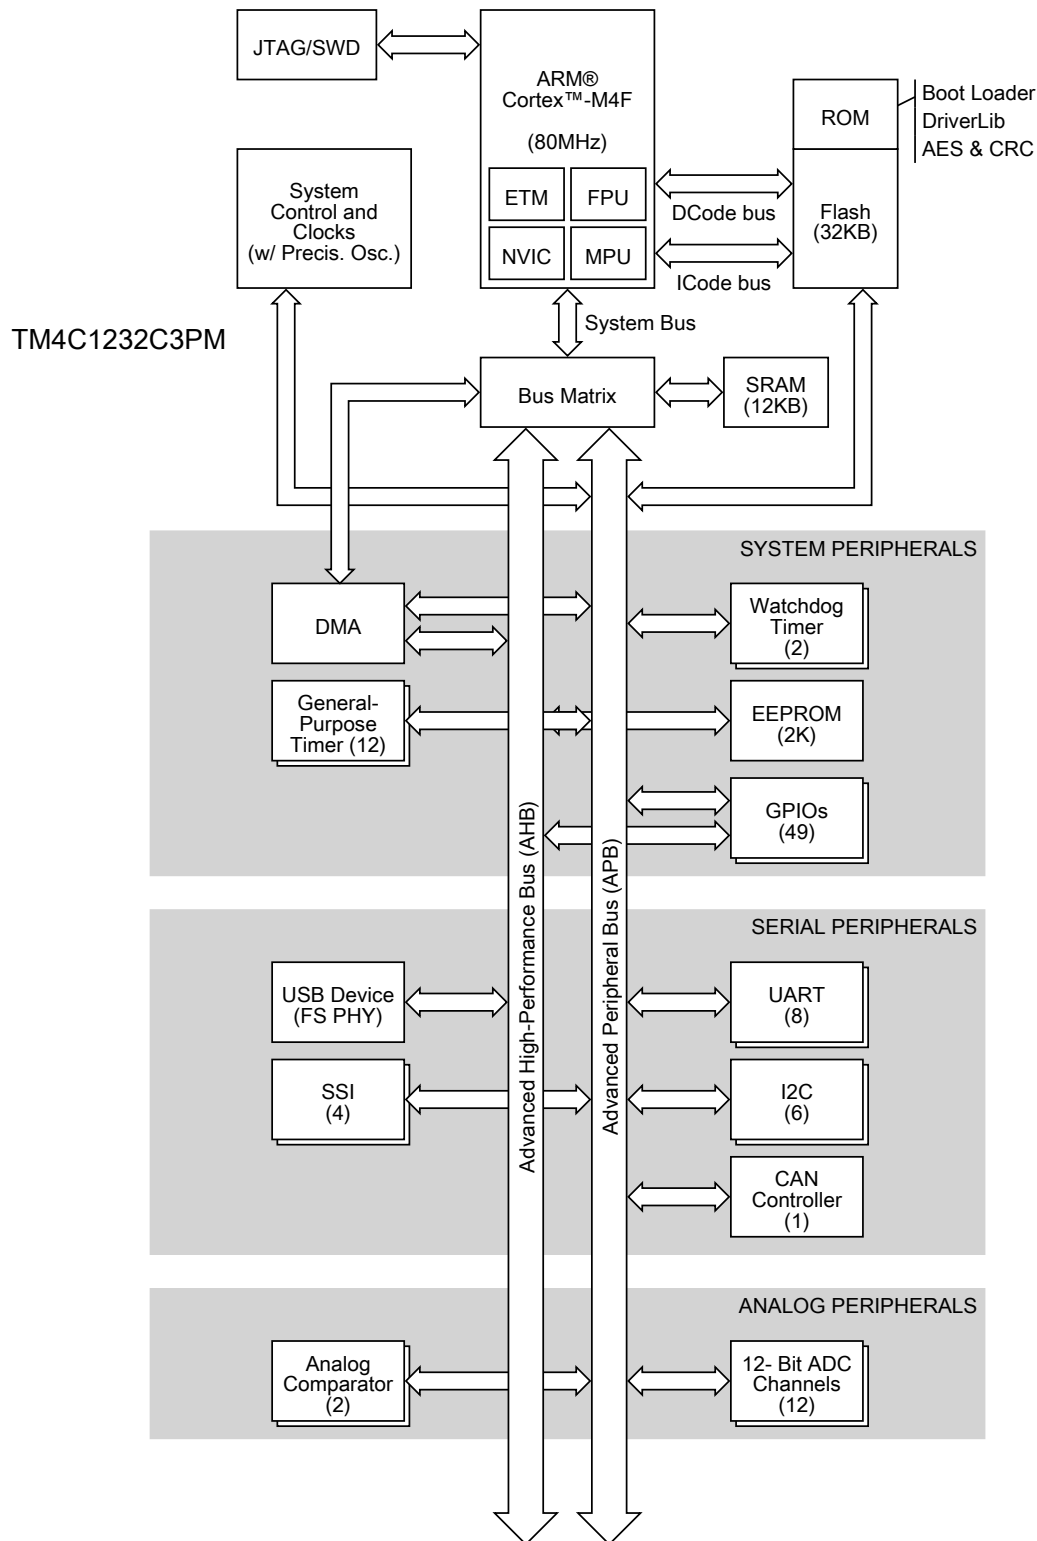 JTAG/SWD
ARM®
Cortex™-M4F
(80MHz)
ETM
FPU
NVIC
MPU
ROM
Boot Loader
DriverLib
AES & CRC
Flash
(32KB)
DCode bus
ICode bus
System
Control and
Clocks
(w/ Precis. Osc.)
System Bus
TM4C1232C3PM
Bus Matrix
SRAM
(12KB)
SYSTEM PERIPHERALS
DMA
Watchdog
Timer
(2)
General-
Purpose
Timer (12)
EEPROM
(2K)
GPIOs
(49)
Advanced High-Performance Bus (AHB)
Advanced Peripheral Bus (APB)
SERIAL PERIPHERALS
USB Device
(FS PHY)
UART
(8)
SSI
(4)
I2C
(6)
CAN
Controller
(1)
ANALOG PERIPHERALS
Analog
Comparator
(2)
12- Bit ADC
Channels
(12)